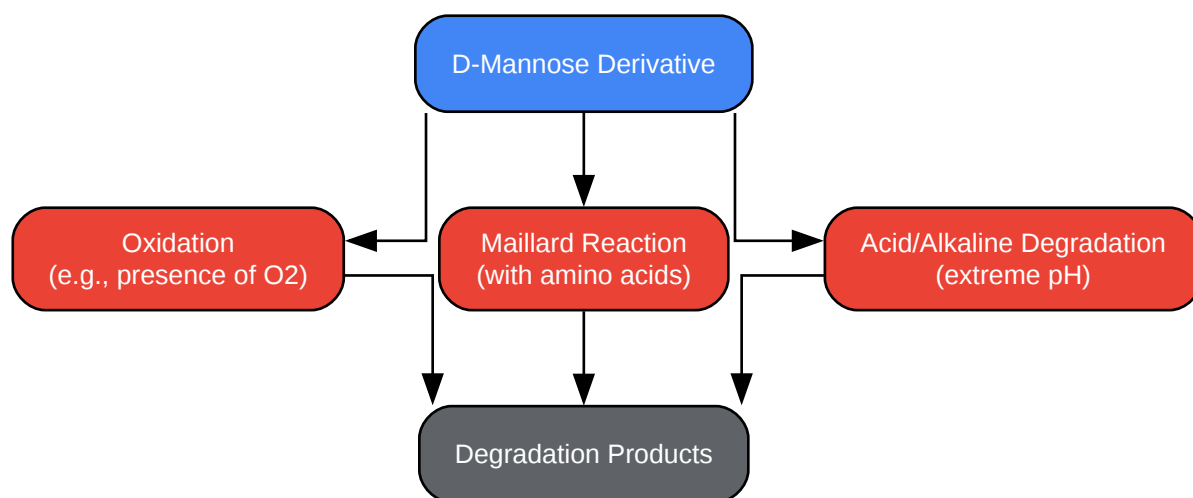 D-Mannose Derivative
Oxidation
(e.g., presence of O2)
Maillard Reaction
(with amino acids)
Acid/Alkaline Degradation
(extreme pH)
Degradation Products